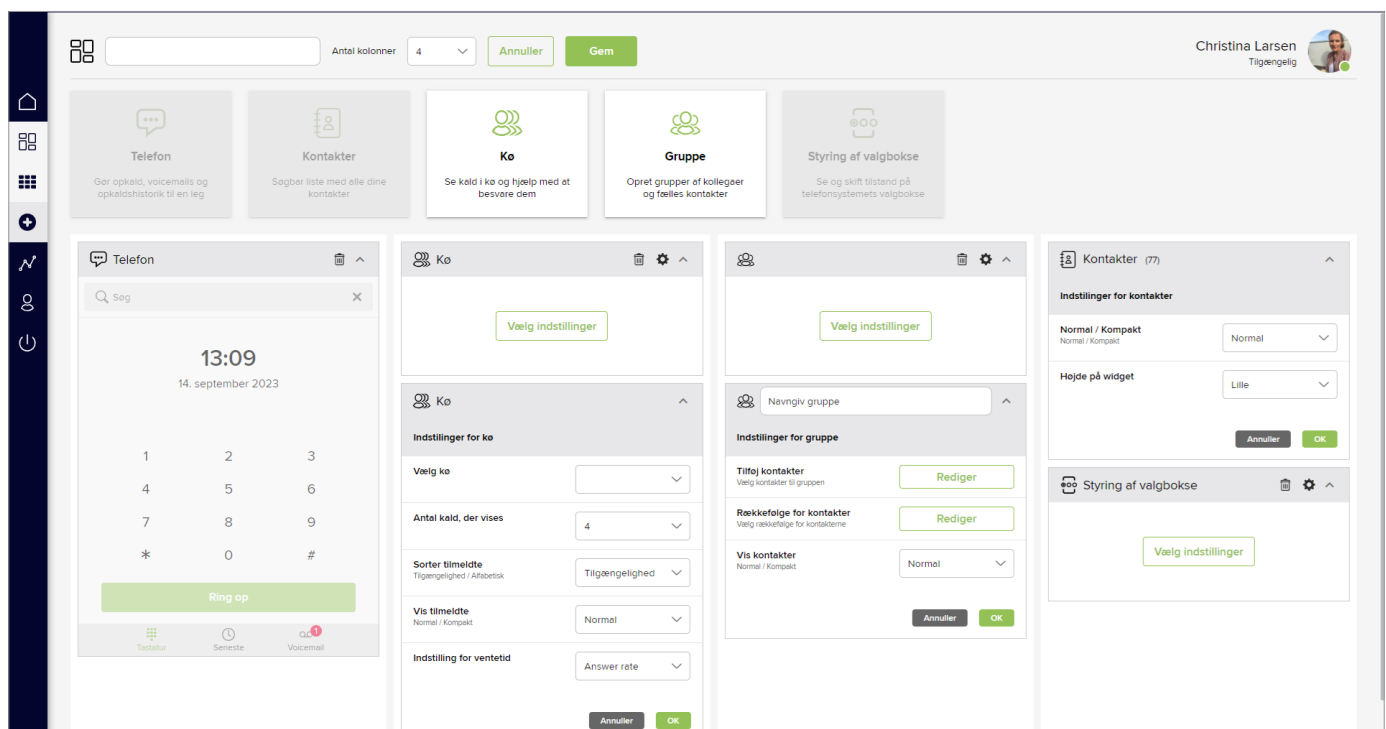 Antal kolonner
4
Annuller
Gem
Christina Larsen
Tilgængelig
Telefon
Gør opkald, voicemails og
opkaldshistorik til en leg
Kontakter
Søgbar liste med alle dine
kontakter
Kø
Se kald i kø og hjælp med at
besvare dem
Gruppe
Opret grupper af kollegaer
og fælles kontakter
Styring af valgbokse
Se og skift tilstand på
telefonsystemets valgbokse
Telefon
Søg
13:09
14. september 2023
1 2 3
4 5 6
7 8 9
* 0 #
Ring op
Tastatur
Seneste
1
Voicemail
Kø
Vælg indstillinger
Kø
Indstilinger for kø
Vælg kø
Antal kald, der vises
4
Sorter tilmeldte
Tilgængelighed / Alfabetisk
Tilgængelighed
Vis tilmeldte
Normal / Kompakt
Normal
Indstilling for ventetid
Answer rate
Annuller
OK
Vælg indstillinger
Navngiv gruppe
Indstilinger for gruppe
Tilføj kontakter
Vælg kontakter til gruppen
Rediger
Rækkefølge for kontakter
Vælg rækkefølge for kontakterne
Rediger
Vis kontakter
Normal / Kompakt
Normal
Annuller
OK
Kontakter (77)
Indstilinger for kontakter
Normal / Kompakt
Normal / Kompakt
Normal
Højde på widget
Lille
Annuller
OK
Styring af valgbokse
Vælg indstillinger